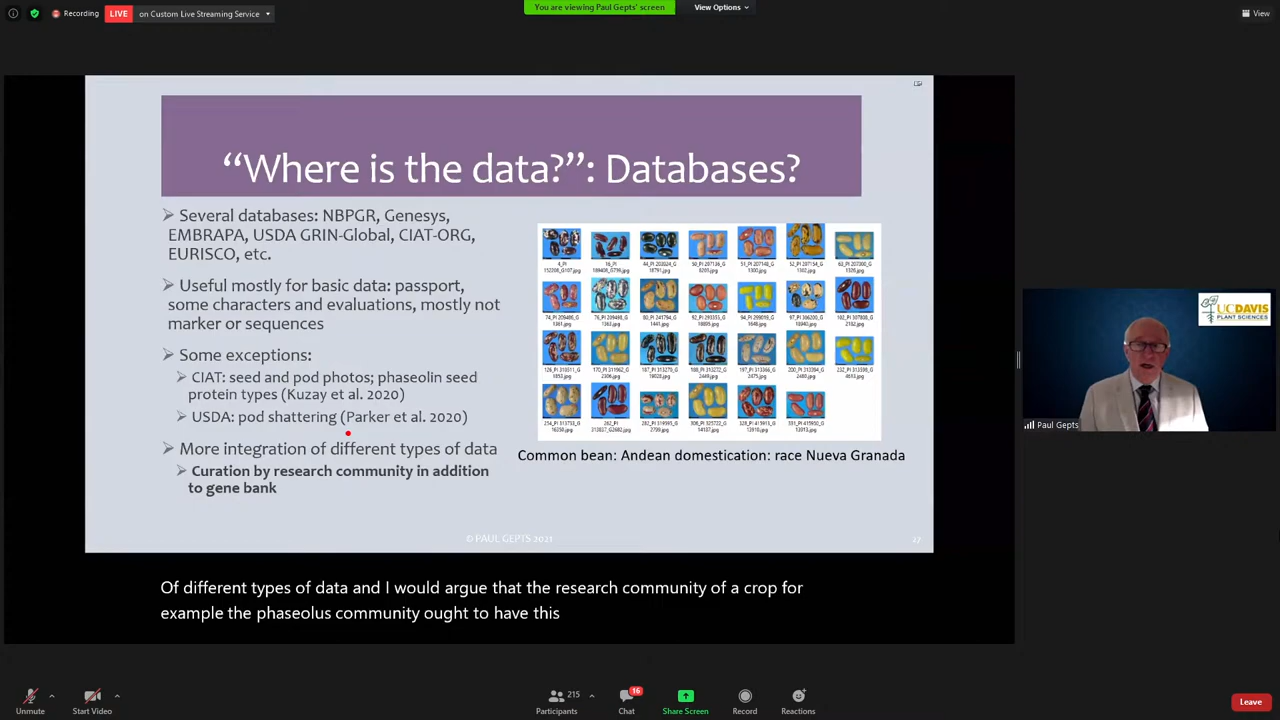 Recording
LIVE
on Custom Live Streaming Service
You are viewing Paul Gepts' screen
View Options
View
“Where is the data?”: Databases?
Several databases: NBPGR, Genesys,
EMBRAPA, USDA GRIN-Global, CIAT-ORG,
EURISCO, etc.
Useful mostly for basic data: passport,
some characters and evaluations, mostly not
marker or sequences
Some exceptions:
CIAT: seed and pod photos; phaseolin seed
protein types (Kuzay et al. 2020)
USDA: pod shattering (Parker et al. 2020)
More integration of different types of data
Curation by research community in addition
to gene bank
Common bean: Andean domestication: race Nueva Granada
© PAUL GEPTS 2021
27
UCDAVIS
PLANT SCIENCES
Paul Gepts
Of different types of data and I would argue that the research community of a crop for
example the phaseolus community ought to have this
Unmute
Start Video
215
Participants
16
Chat
Share Screen
Record
Reactions
Leave